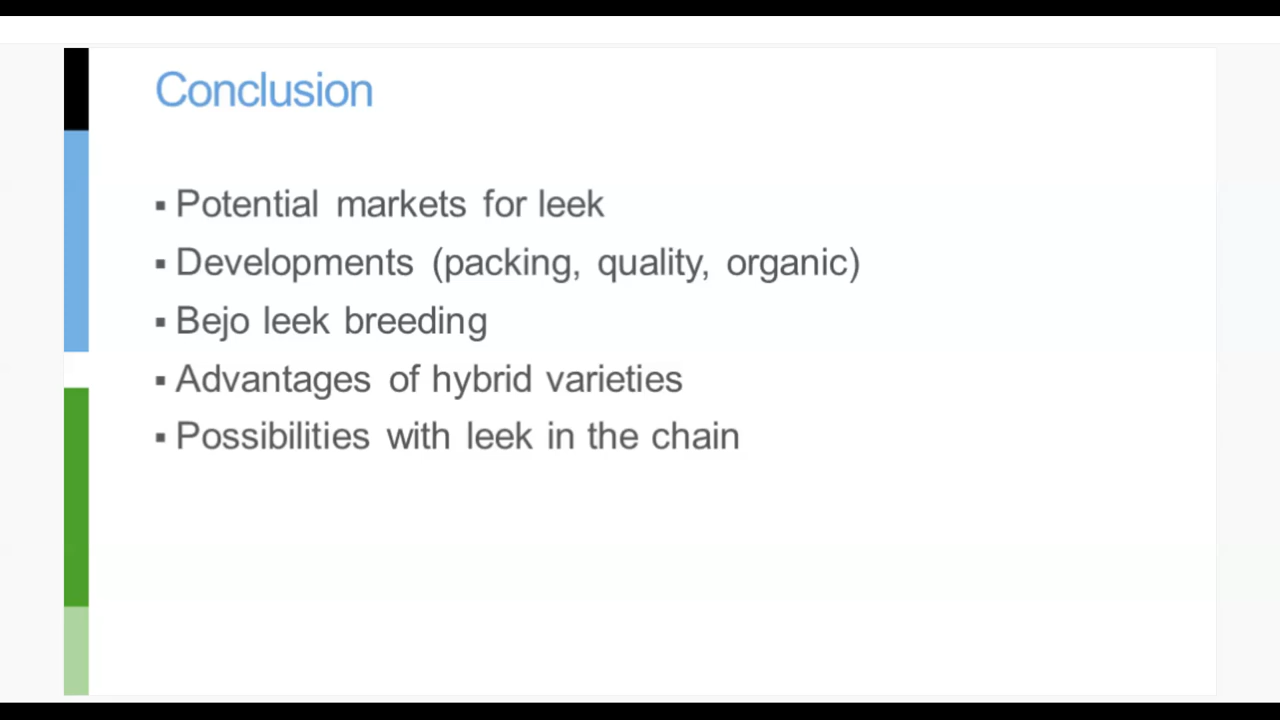 Conclusion
▪ Potential markets for leek
▪ Developments (packing, quality, organic)
▪ Bejo leek breeding
▪ Advantages of hybrid varieties
▪ Possibilities with leek in the chain